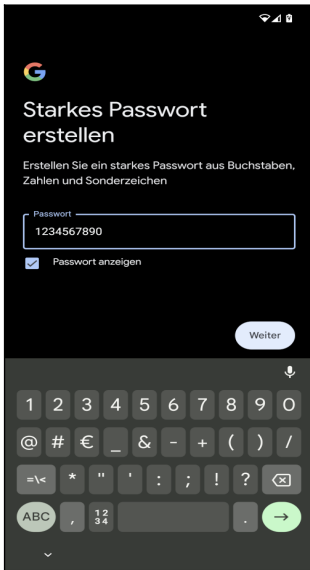 G
Starkes Passwort
erstellen
Erstellen Sie ein starkes Passwort aus Buchstaben,
Zahlen und Sonderzeichen
Passwort
1234567890
Passwort anzeigen
Weiter
1 2 3 4 5 6 7 8 9 0
@ # € _ & - + ( ) /
=\< * " ' : ; ! ?
ABC , 12 .
34